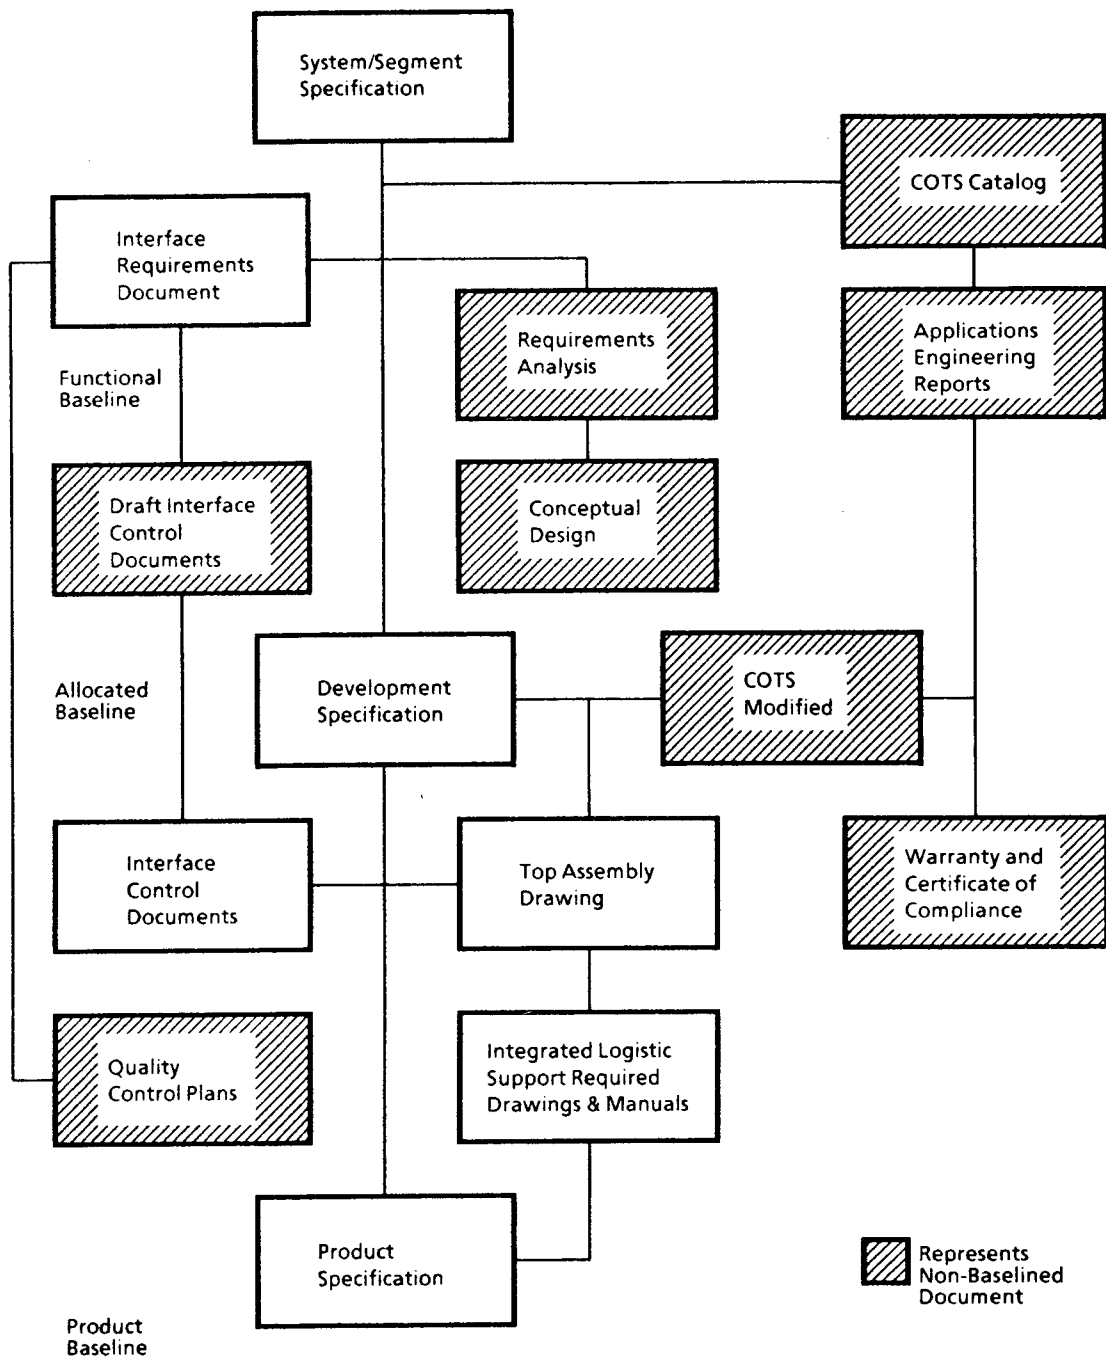 System/Segment
Specification
COTS Catalog
Interface
Requirements
Document
Requirements
Analysis
Applications
Engineering
Reports
Functional
Baseline
Draft Interface
Control
Documents
Conceptual
Design
Allocated
Baseline
Development
Specification
COTS
Modified
Interface
Control
Documents
Top Assembly
Drawing
Warranty and
Certificate of
Compliance
Quality
Control Plans
Integrated Logistic
Support Required
Drawings & Manuals
Product
Specification
Represents
Non-Baselined
Document
Product
Baseline